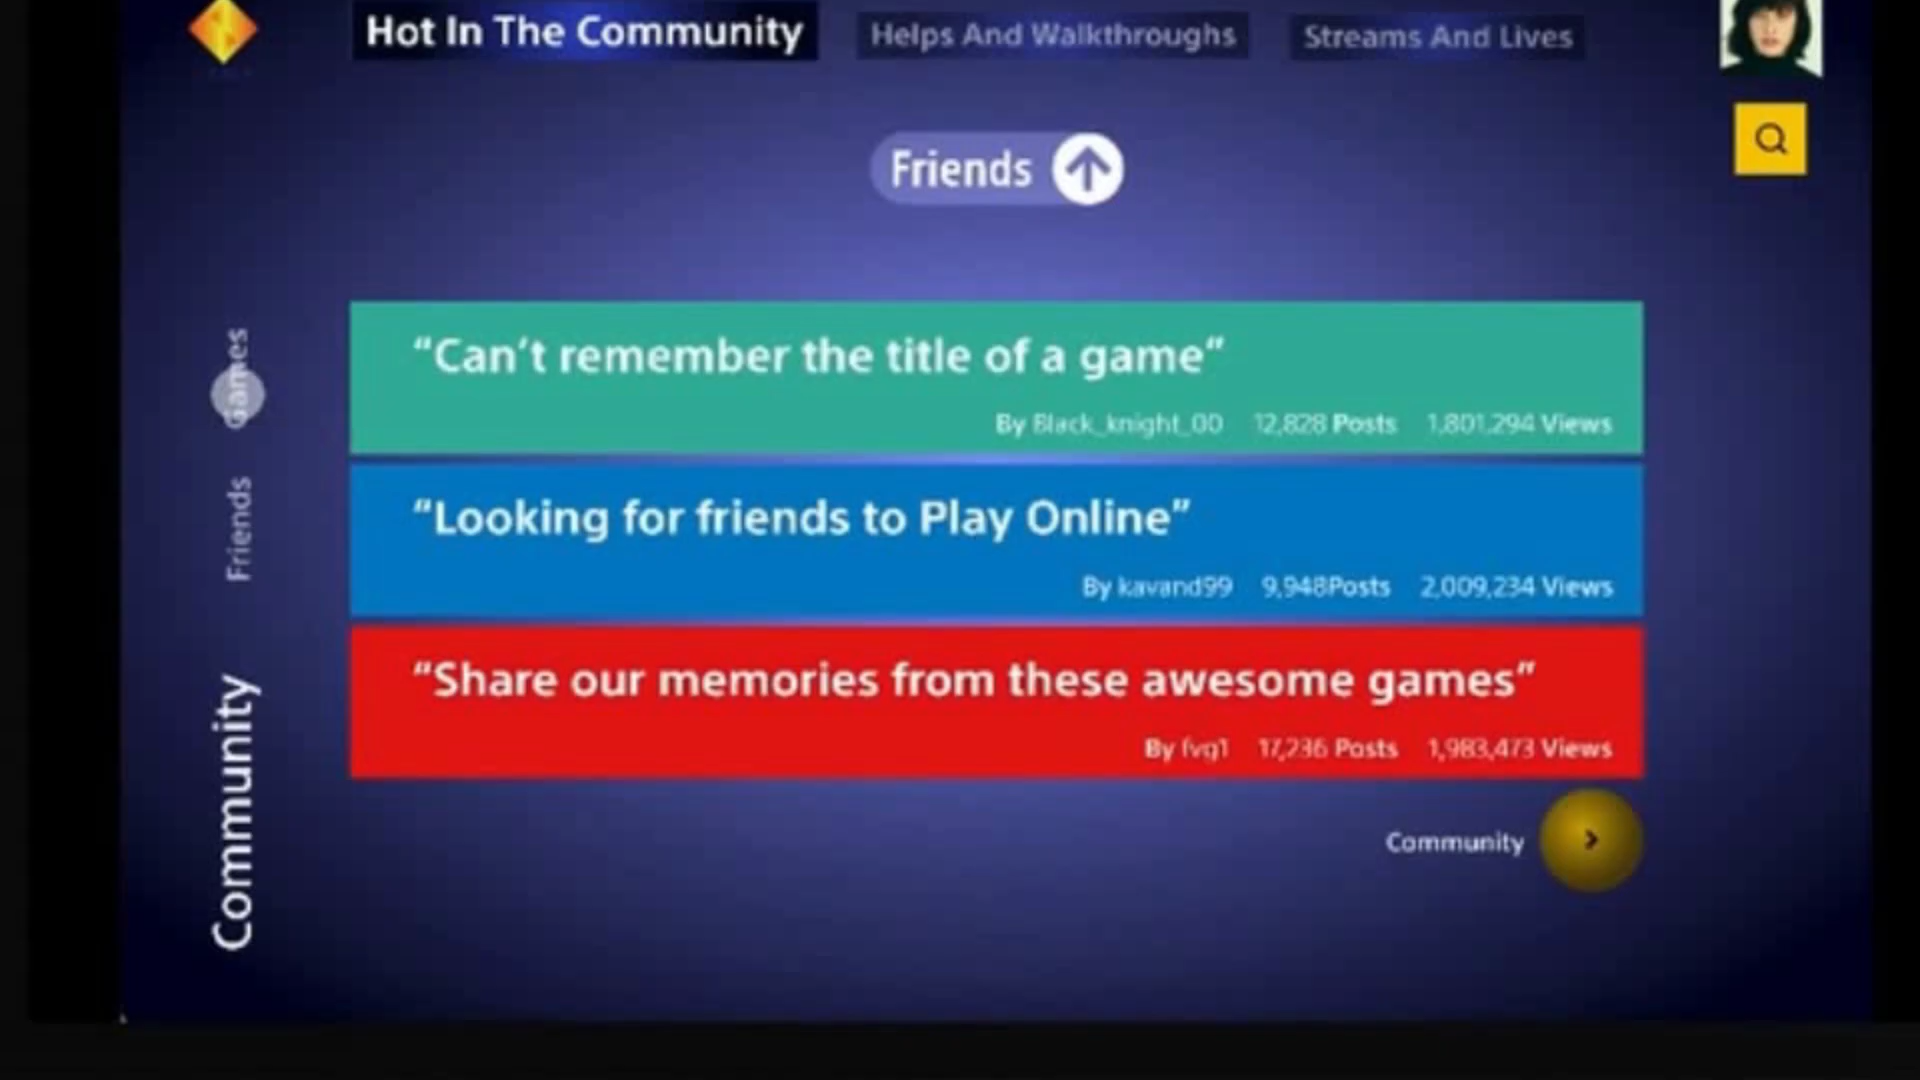 Hot In The Community
Helps And Walkthroughs
Streams And Lives
Friends
Games
Friends
Community
“Can't remember the title of a game”
By Black_knight_00 12,828 Posts 1,801,294 Views
“Looking for friends to Play Online”
By kavand99 9,948Posts 2,009,234 Views
“Share our memories from these awesome games”
By fvg1 17,236 Posts 1,983,473 Views
Community